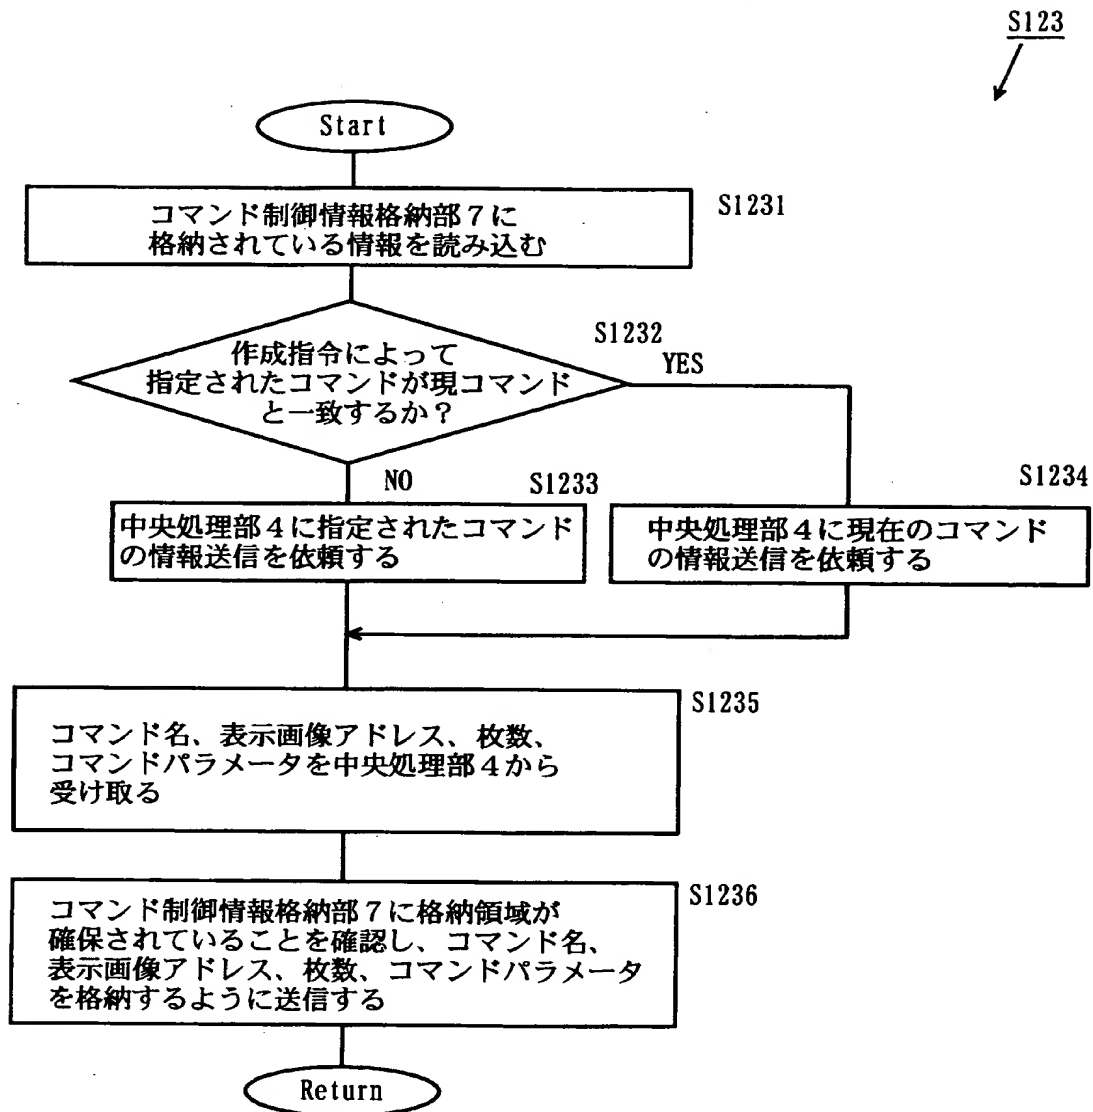 S123
Start
コマンド制御情報格納部7に
格納されている情報を読み込む
S1231
作成指令によって
指定されたコマンドが現コマンド
と一致するか?
S1232
YES
NO
S1233
中央処理部4に指定されたコマンド
の情報送信を依頼する
S1234
中央処理部4に現在のコマンド
の情報送信を依頼する
S1235
コマンド名、表示画像アドレス、枚数、
コマンドパラメータを中央処理部4から
受け取る
S1236
コマンド制御情報格納部7に格納領域が
確保されていることを確認し、コマンド名、
表示画像アドレス、枚数、コマンドパラメータ
を格納するように送信する
Return